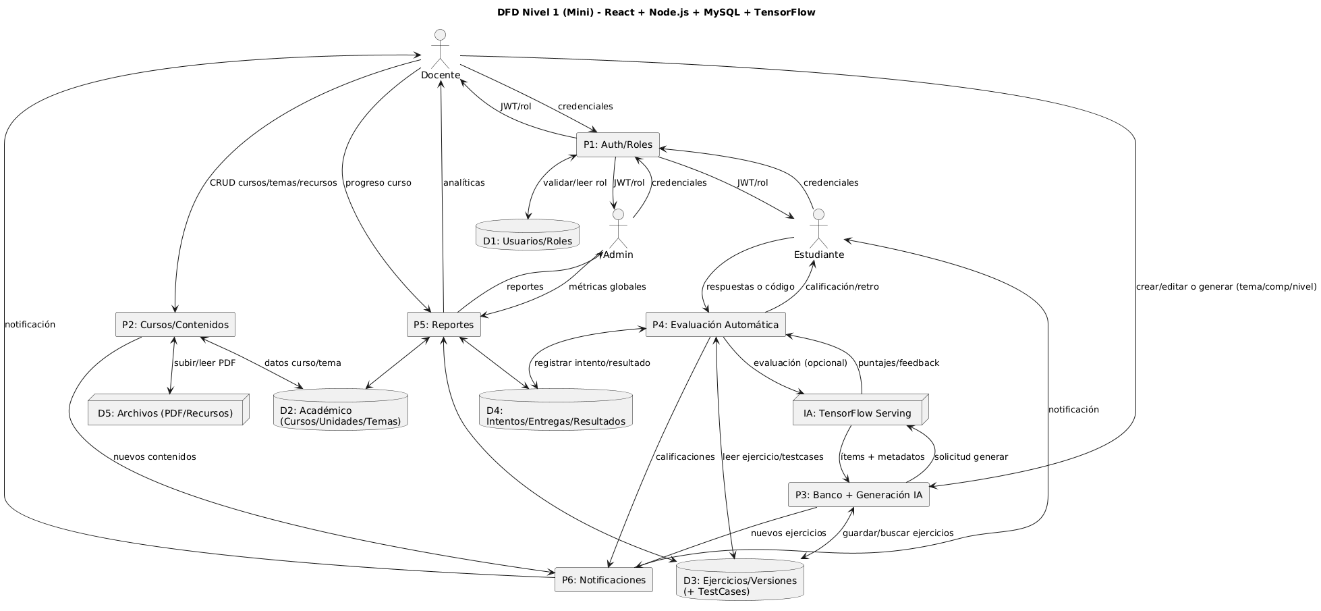 DFD Nivel 1 (Mini) - React + Node.js + MySQL + TensorFlow
Docente
JWT/rol
credenciales
P1: Auth/Roles
CRUD cursos/temas/recursos
progreso curso
analíticas
validar/leer rol
JWT/rol
credenciales
JWT/rol
credenciales
D1: Usuarios/Roles
Admin
Estudiante
reportes
métricas globales
respuestas o código
calificación/retro
crear/editar o generar (tema/comp/nivel)
notificación
P2: Cursos/Contenidos
P5: Reportes
P4: Evaluación Automática
subir/leer PDF
datos curso/tema
registrar intento/resultado
evaluación (opcional)
puntajes/feedback
D5: Archivos (PDF/Recursos)
D2: Académico
(Cursos/Unidades/Temas)
D4:
Intentos/Entregas/Resultados
IA: TensorFlow Serving
notificación
nuevos contenidos
calificaciones
leer ejercicio/testcases
ítems + metadatos
solicitud generar
P3: Banco + Generación IA
nuevos ejercicios
guardar/buscar ejercicios
P6: Notificaciones
D3: Ejercicios/Versiones
(+ TestCases)